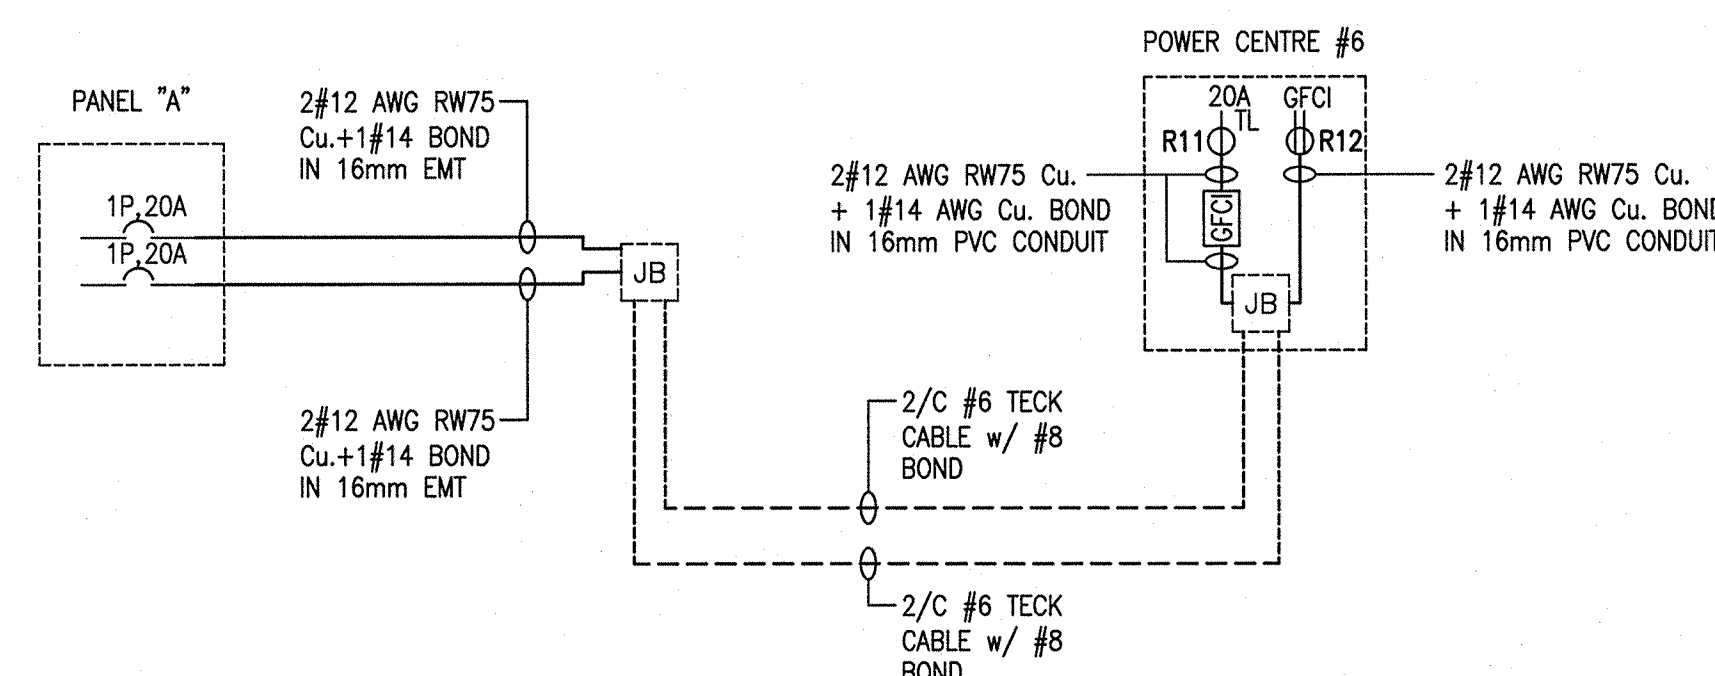 POWER CENTRE #6
PANEL "A"
2#12 AWG RW75
Cu.+1#14 BOND
IN 16mm EMT
1P,20A
1P,20A
JB
2#12 AWG RW75
Cu.+1#14 BOND
IN 16mm EMT
20A
TL
GFCI
R11
R12
GFCI
JB
2#12 AWG RW75 Cu.
+ 1#14 AWG Cu. BOND
IN 16mm PVC CONDUIT
2#12 AWG RW75 Cu.
+ 1#14 AWG Cu. BOND
IN 16mm PVC CONDUIT
2/C #6 TECK
CABLE w/ #8
BOND
2/C #6 TECK
CABLE w/ #8
BOND